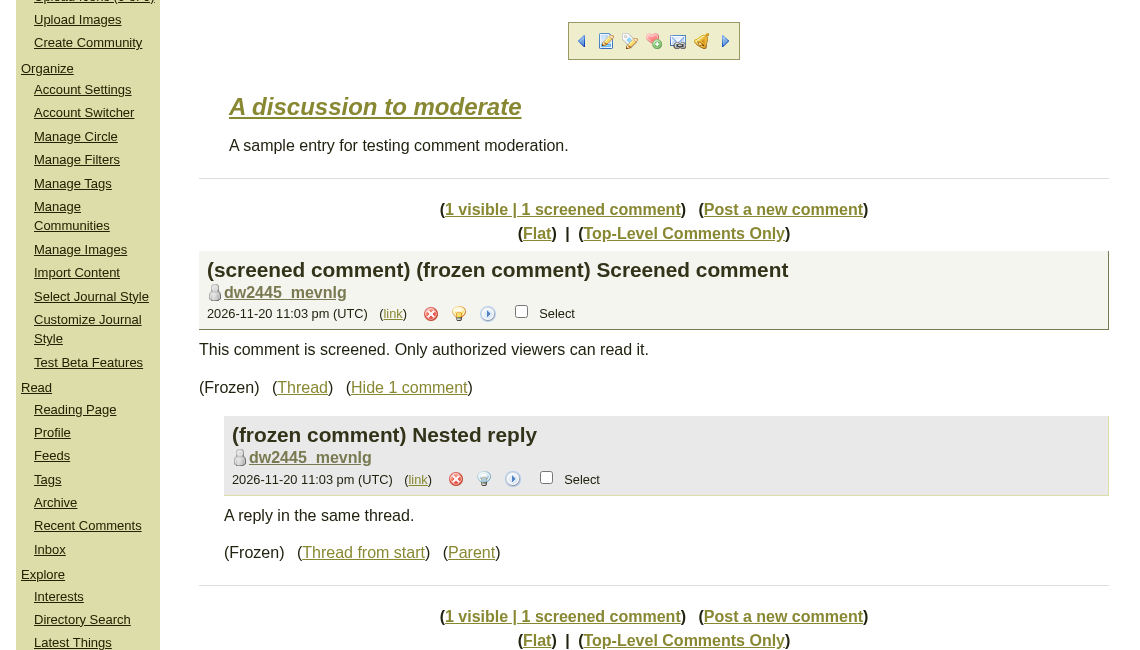 Upload Images
Create Community
Organize
Account Settings
Account Switcher
Manage Circle
Manage Filters
Manage Tags
Manage
Communities
Manage Images
Import Content
Select Journal Style
Customize Journal
Style
Test Beta Features
Read
Reading Page
Profile
Feeds
Tags
Archive
Recent Comments
Inbox
Explore
Interests
Directory Search
Latest Things
A discussion to moderate
A sample entry for testing comment moderation.
(1 visible | 1 screened comment) (Post a new comment)
(Flat) | (Top-Level Comments Only)
(screened comment) (frozen comment) Screened comment
dw2445_mevnlg
2026-11-20 11:03 pm (UTC) (link) Select
This comment is screened. Only authorized viewers can read it.
(Frozen) (Thread) (Hide 1 comment)
(frozen comment) Nested reply
dw2445_mevnlg
2026-11-20 11:03 pm (UTC) (link) Select
A reply in the same thread.
(Frozen) (Thread from start) (Parent)
(1 visible | 1 screened comment) (Post a new comment)
(Flat) | (Top-Level Comments Only)